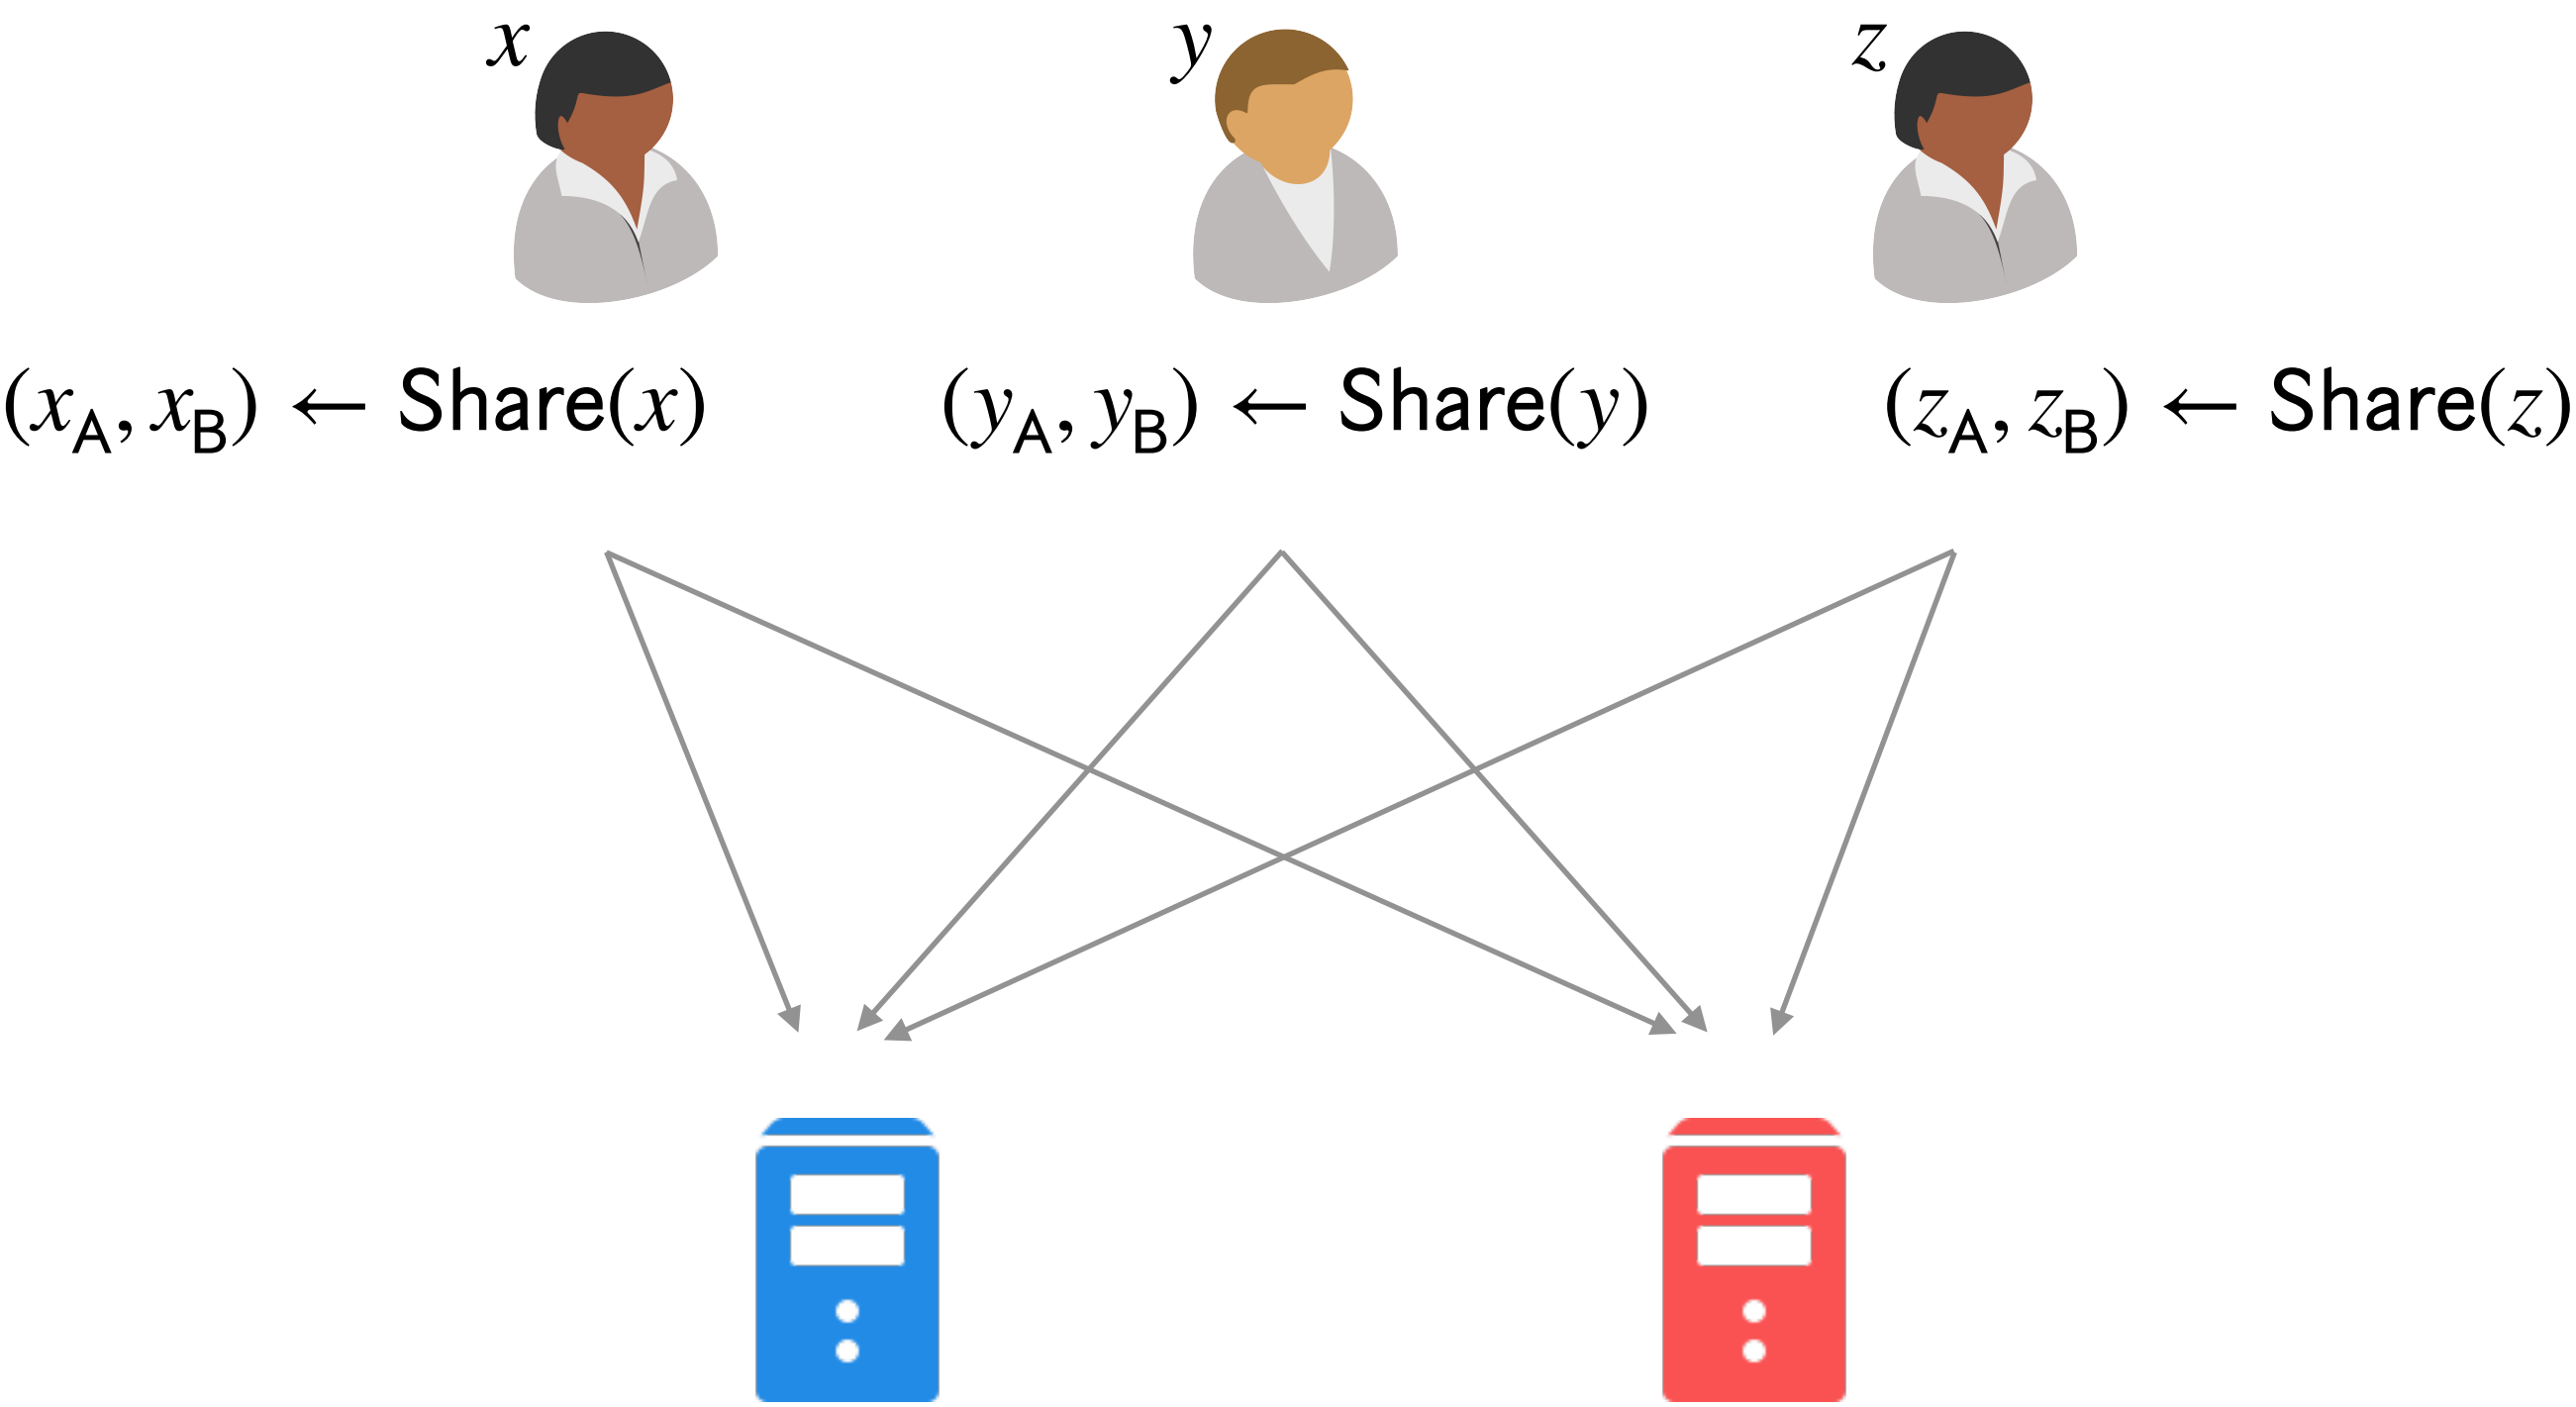 x y z
(x_A, x_B) ← Share(x) (y_A, y_B) ← Share(y) (z_A, z_B) ← Share(z)